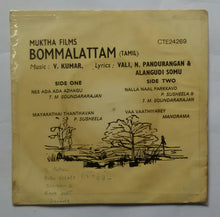 MUKTHA FILMS CTE24269
BOMMALATTAM (TAMIL)
Music : V. KUMAR, Lyrics : VALI, N. PANDURANGAN &
ALANGUDI SOMU
SIDE ONE
NEE ADA ADA AZHAGU
T. M. SOUNDARARAJAN
MAYARATHAI THANTHAVAN
P. SUSHEELA
SIDE TWO
NALLA NAAL PARKKAVO
P. SUSHEELA &
T. M. SOUNDARARAJAN
VAA VAATHIYAREY
MANORAMA